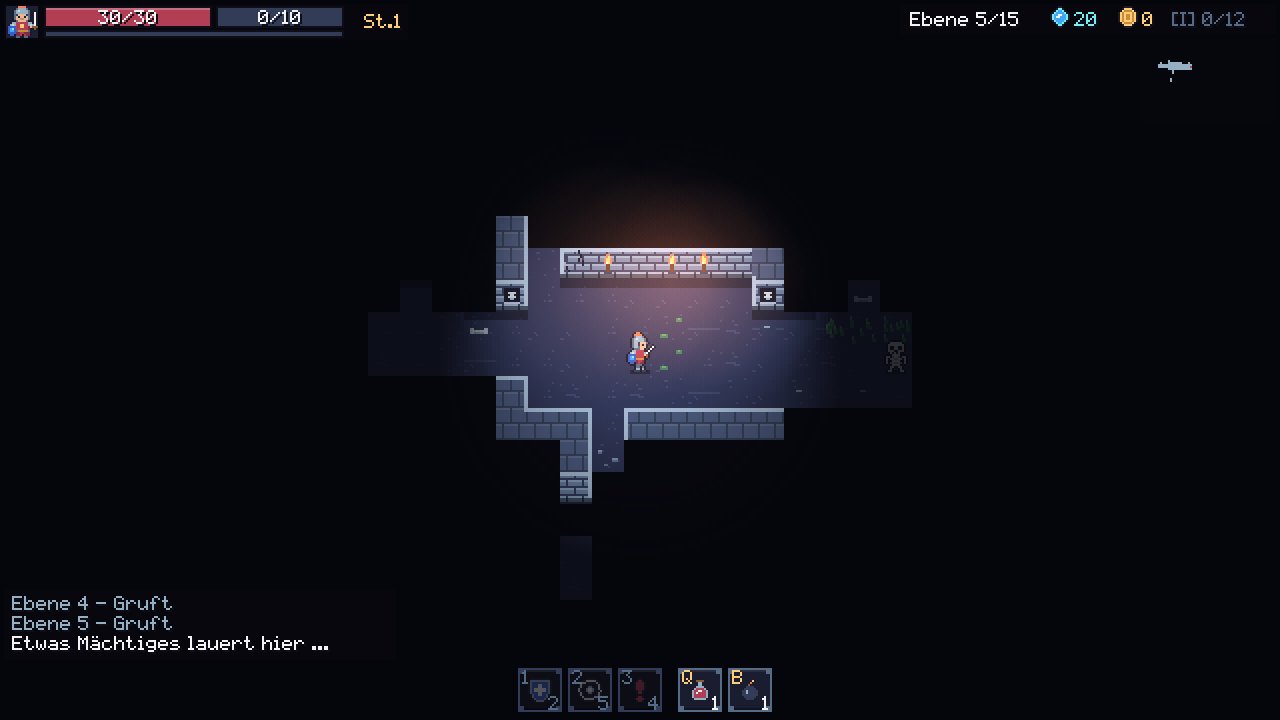 30/30 0/10 St.1 Ebene 5/15 20 0 [I] 0/12
Ebene 4 - Gruft
Ebene 5 - Gruft
Etwas Mächtiges lauert hier ...
1 2 2 5 3 4 Q 1 B 1